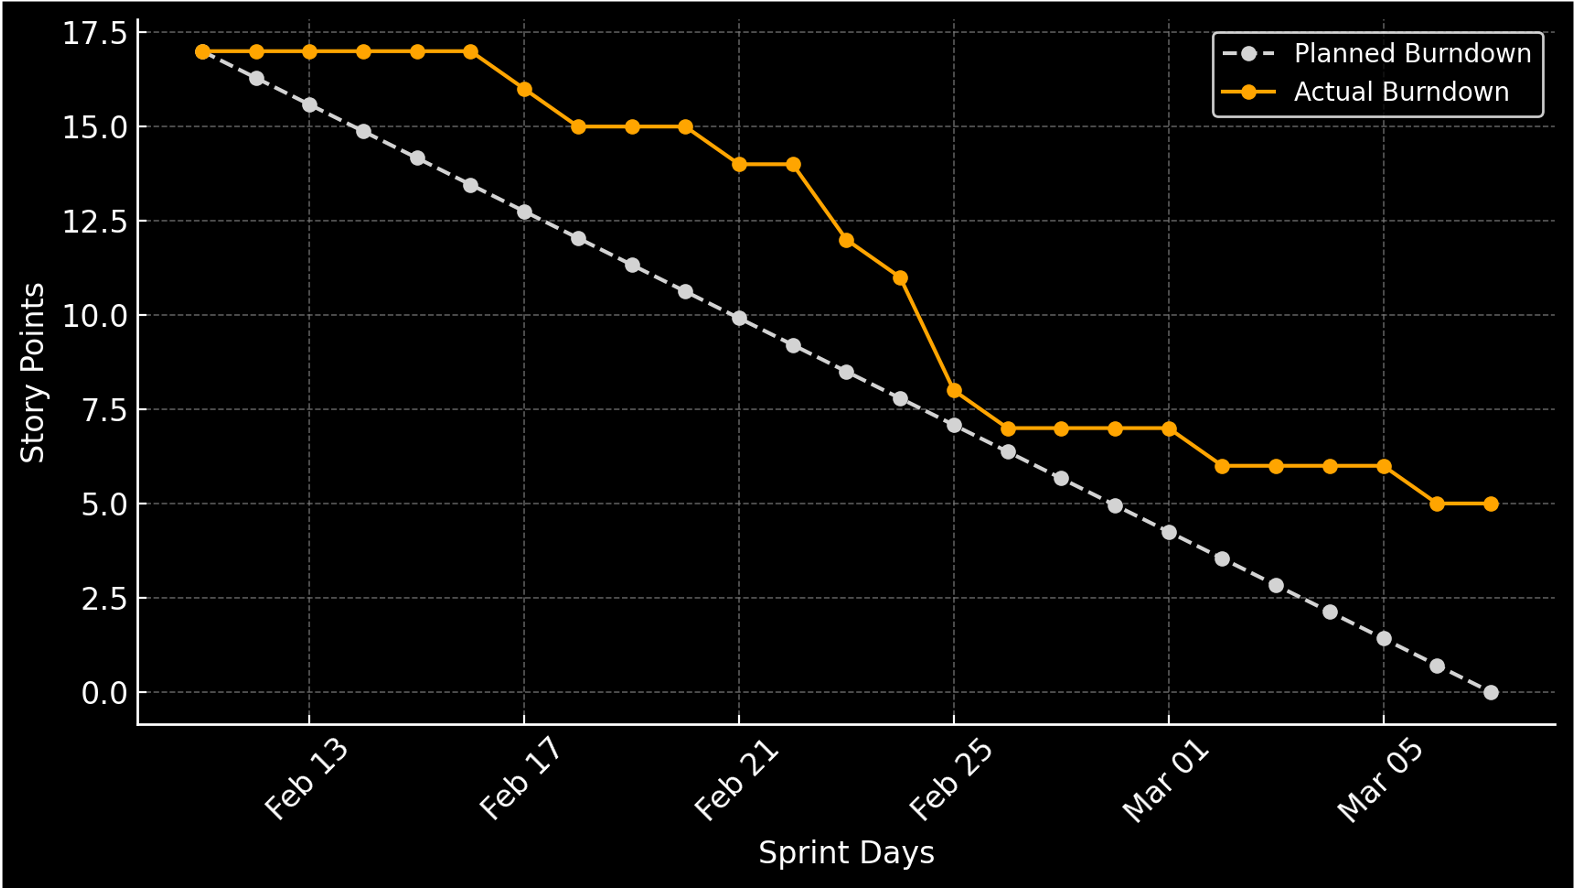 Planned Burndown
Actual Burndown
17.5
15.0
12.5
10.0
7.5
5.0
2.5
0.0
Story Points
Feb 13
Feb 17
Feb 21
Feb 25
Mar 01
Mar 05
Sprint Days